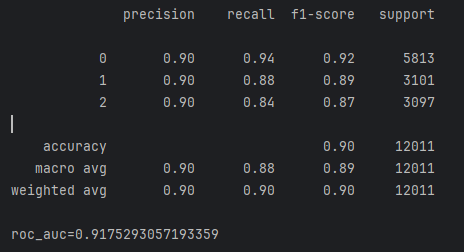 precision recall f1-score support
0 0.90 0.94 0.92 5813
1 0.90 0.88 0.89 3101
2 0.90 0.84 0.87 3097
accuracy 0.90 12011
macro avg 0.90 0.88 0.89 12011
weighted avg 0.90 0.90 0.90 12011
roc_auc=0.9175293057193359